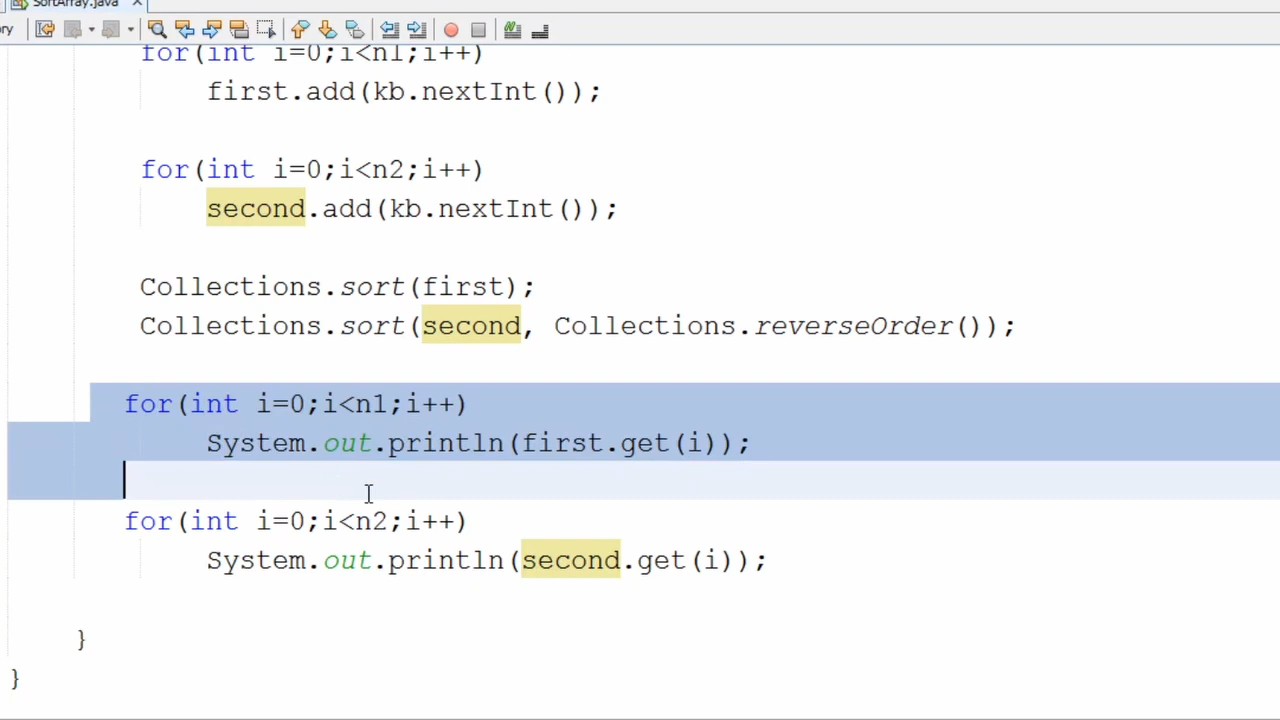 SortArray.java
ry
for(int i=0;i<n1;i++)
first.add(kb.nextInt());
for(int i=0;i<n2;i++)
second.add(kb.nextInt());
Collections.sort(first);
Collections.sort(second, Collections.reverseOrder());
for(int i=0;i<n1;i++)
System.out.println(first.get(i));
for(int i=0;i<n2;i++)
System.out.println(second.get(i));
}
}